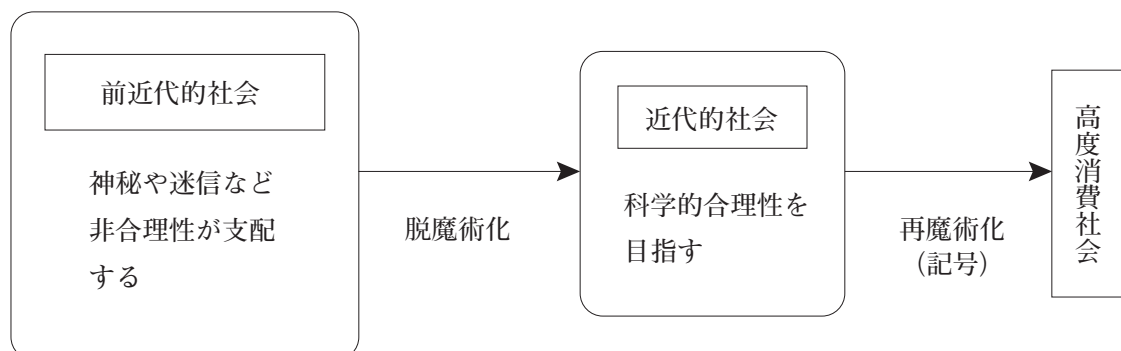 前近代的社会
神秘や迷信など
非合理性が支配
する
脱魔術化
近代的社会
科学的合理性を
目指す
再魔術化
(記号)
高度消費社会